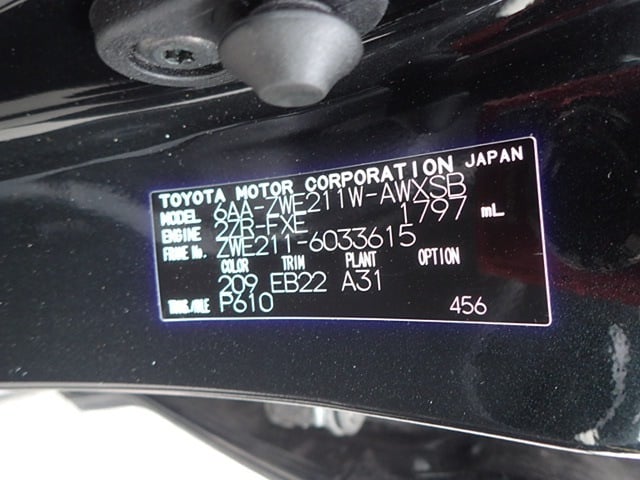 TOYOTA MOTOR CORPORATION JAPAN
MODEL 6AA-ZWE211W-AWXSB
ENGINE 2ZR-FXE 1797 mL
FRAME No. ZWE211-6033615
COLOR TRIM PLANT OPTION
209 EB22 A31
TRANS./AXLE P610 456